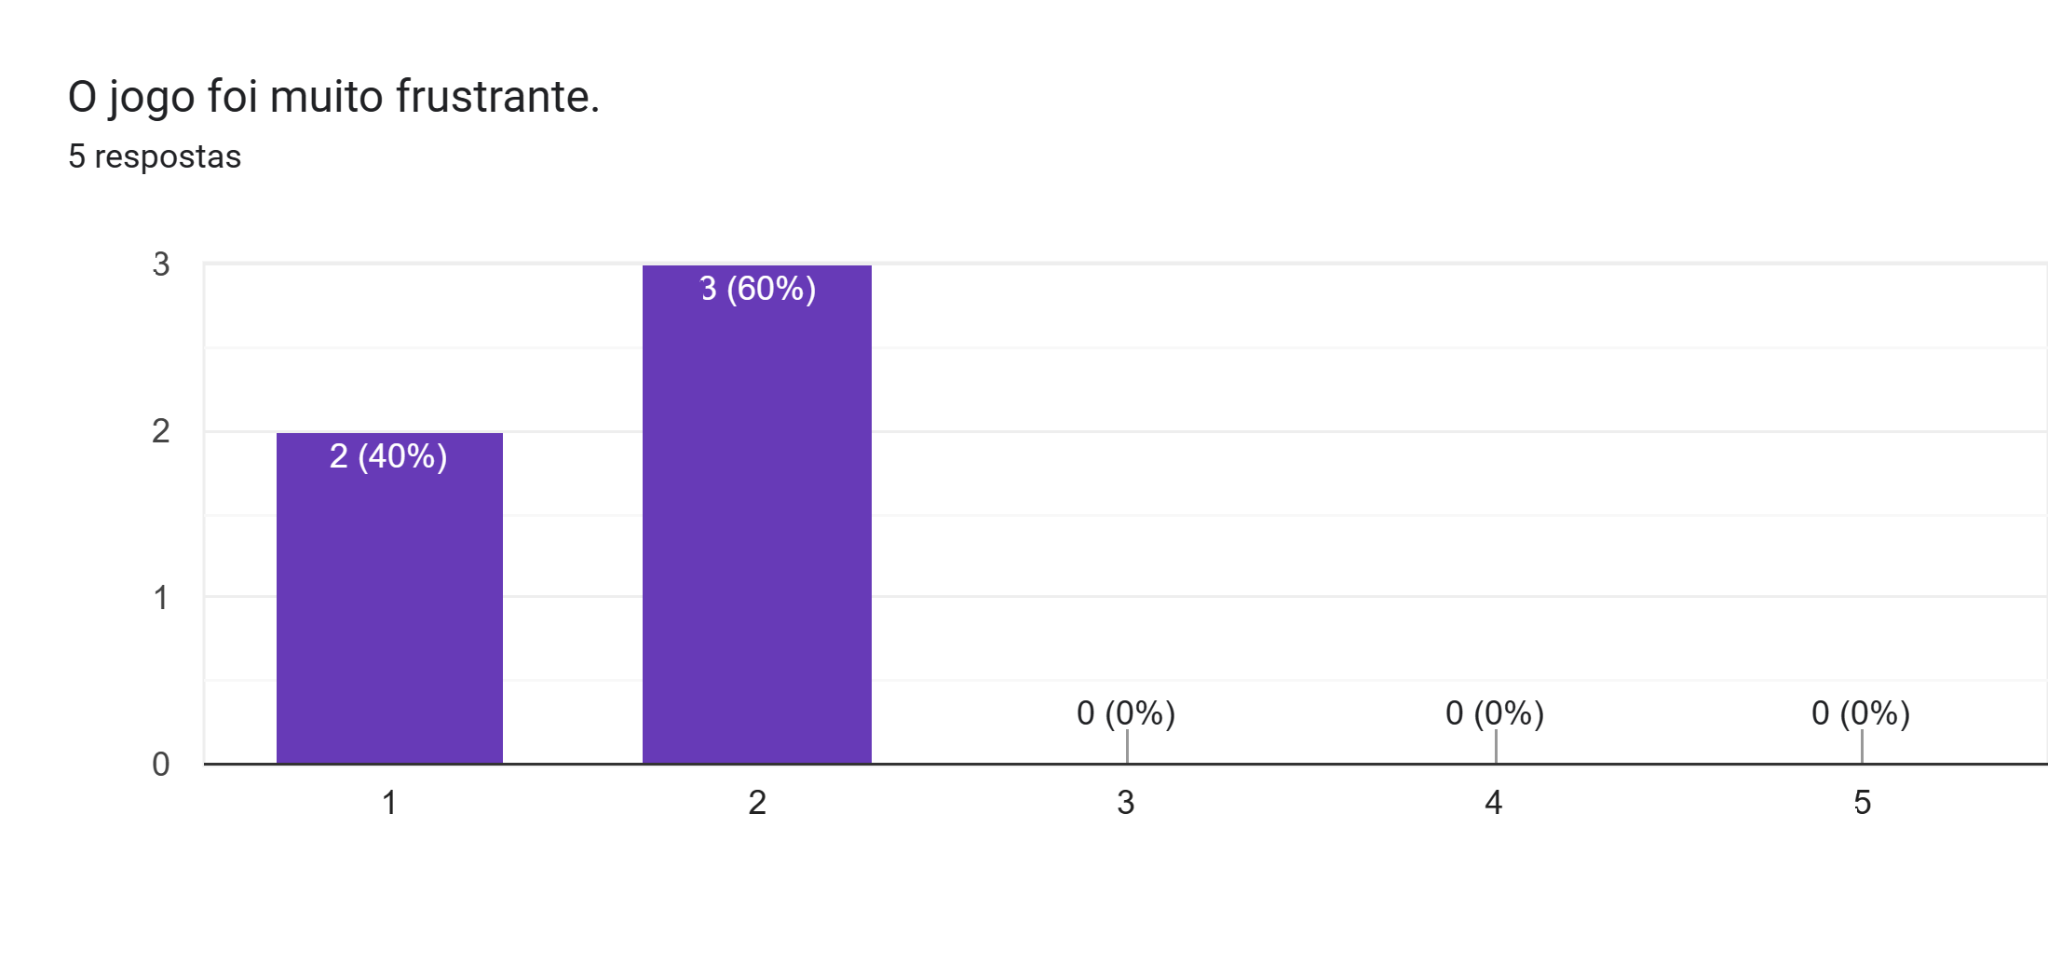 O jogo foi muito frustrante.
5 respostas
3
3 (60%)
2
2 (40%)
1
0 (0%) 0 (0%) 0 (0%)
0
1 2 3 4 5